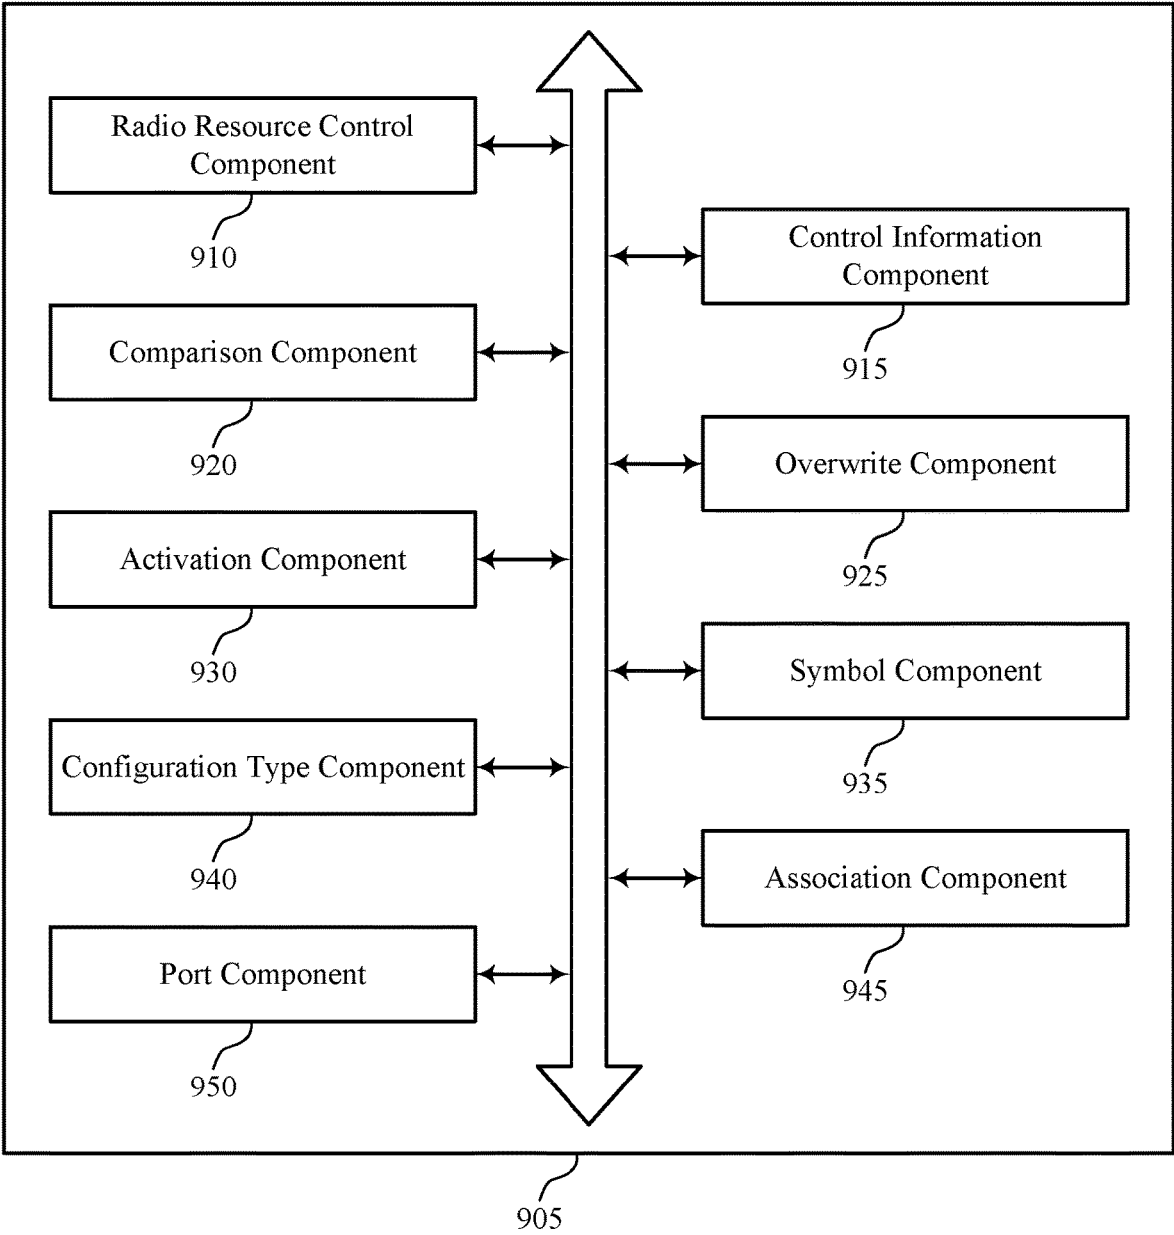 Radio Resource Control
Component
910
Control Information
Component
915
Comparison Component
920
Overwrite Component
925
Activation Component
930
Symbol Component
935
Configuration Type Component
940
Association Component
945
Port Component
950
905